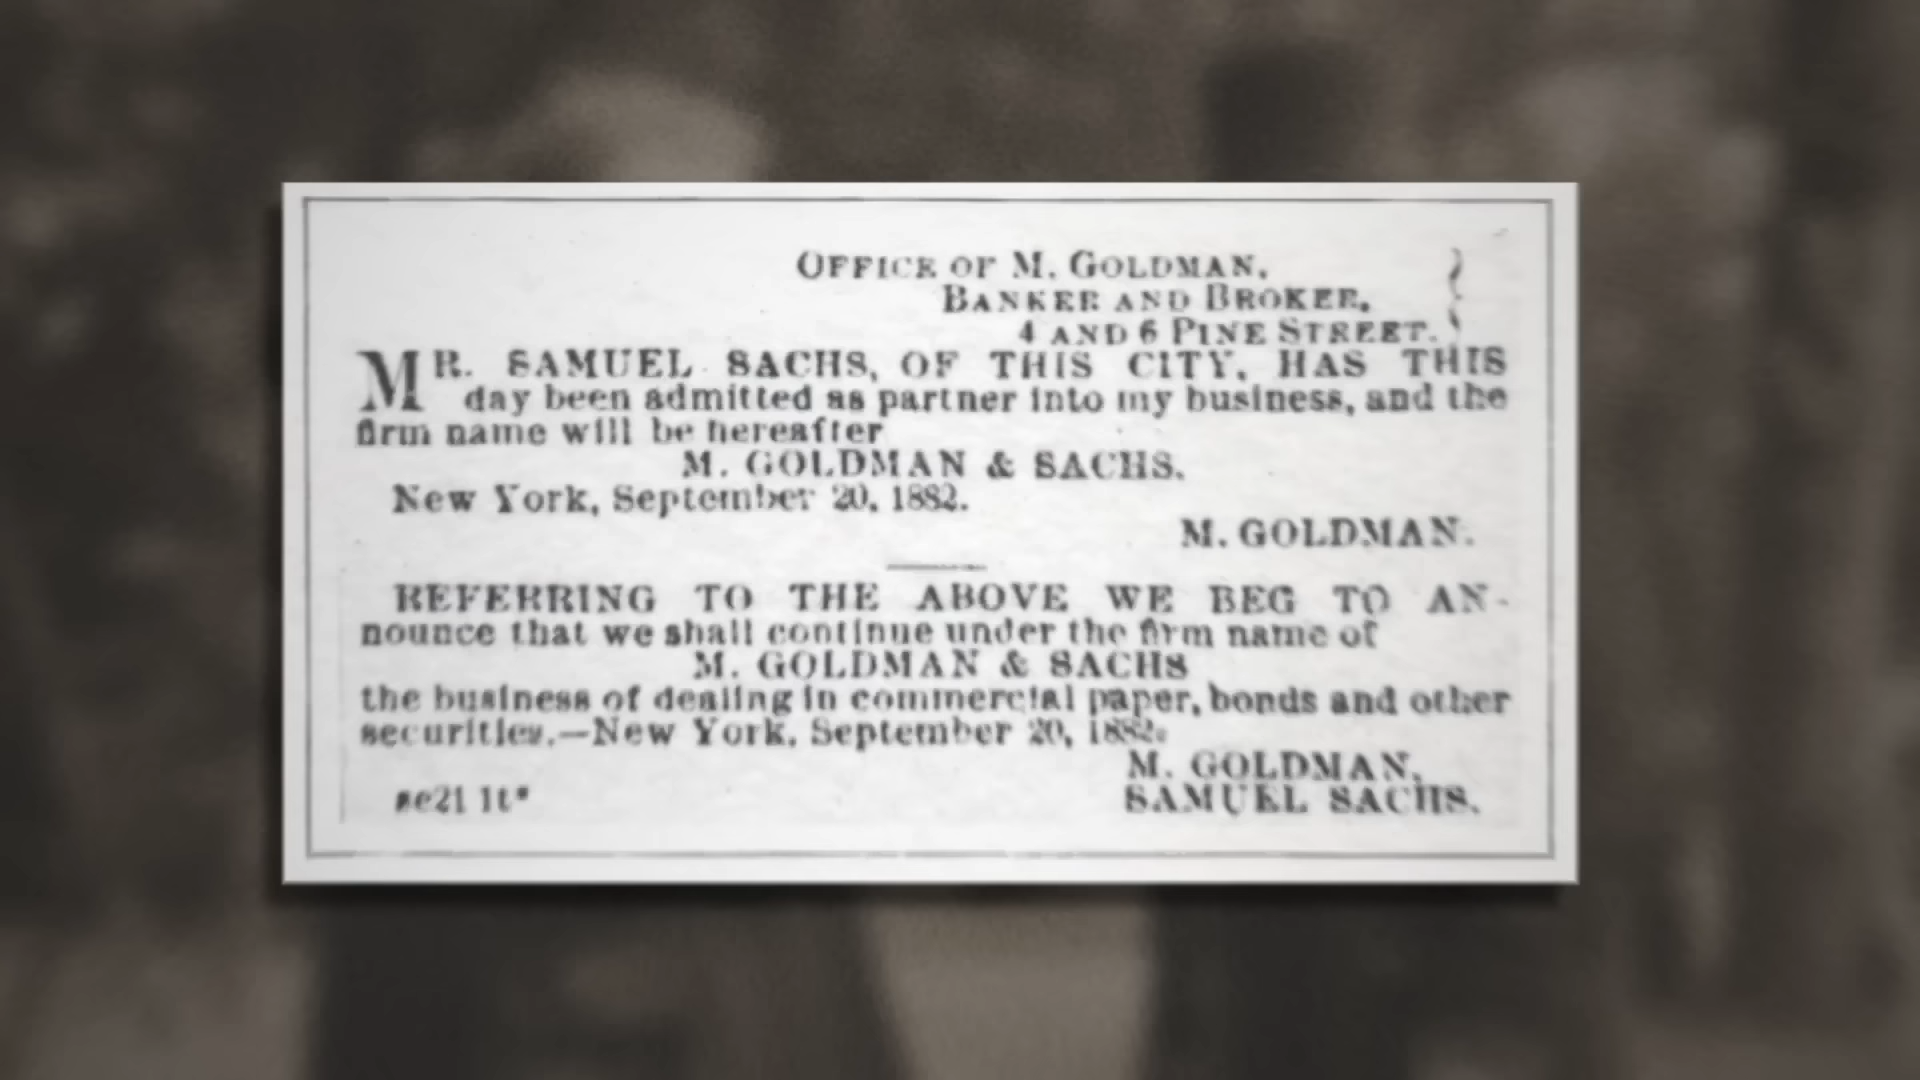 OFFICE OF M. GOLDMAN,
BANKER AND BROKER,
4 AND 6 PINE STREET.
MR. SAMUEL SACHS, OF THIS CITY, HAS THIS
day been admitted as partner into my business, and the
firm name will be hereafter
M. GOLDMAN & SACHS.
New York, September 20, 1882.
M. GOLDMAN.
REFERRING TO THE ABOVE WE BEG TO AN-
nounce that we shall continue under the firm name of
M. GOLDMAN & SACHS
the business of dealing in commercial paper, bonds and other
securities.—New York, September 20, 1882.
M. GOLDMAN,
SAMUEL SACHS.
se21 1t*